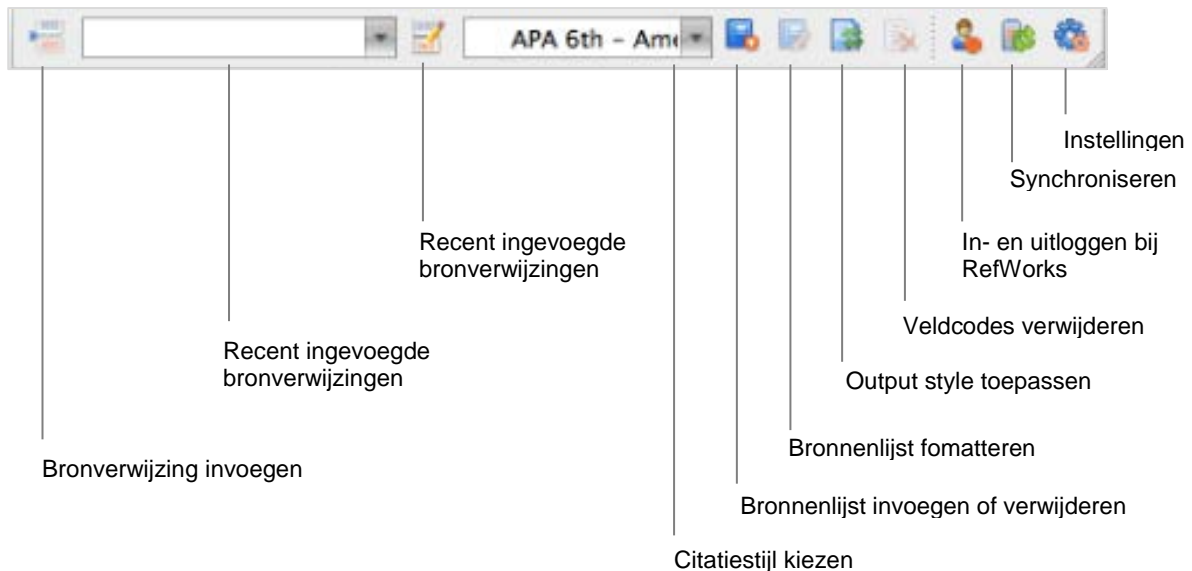 APA 6th - Ame
Instellingen
Synchroniseren
Recent ingevoegde
bronverwijzingen
In- en uitloggen bij
RefWorks
Veldcodes verwijderen
Recent ingevoegde
bronverwijzingen
Output style toepassen
Bronnenlijst fomatteren
Bronverwijzing invoegen
Bronnenlijst invoegen of verwijderen
Citatiestijl kiezen